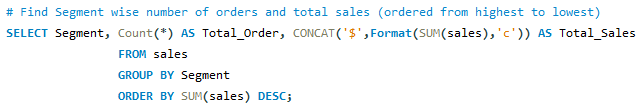 # Find Segment wise number of orders and total sales (ordered from highest to lowest)
SELECT Segment, Count(*) AS Total_Order, CONCAT('$',Format(SUM(sales),'c')) AS Total_Sales
FROM sales
GROUP BY Segment
ORDER BY SUM(sales) DESC;